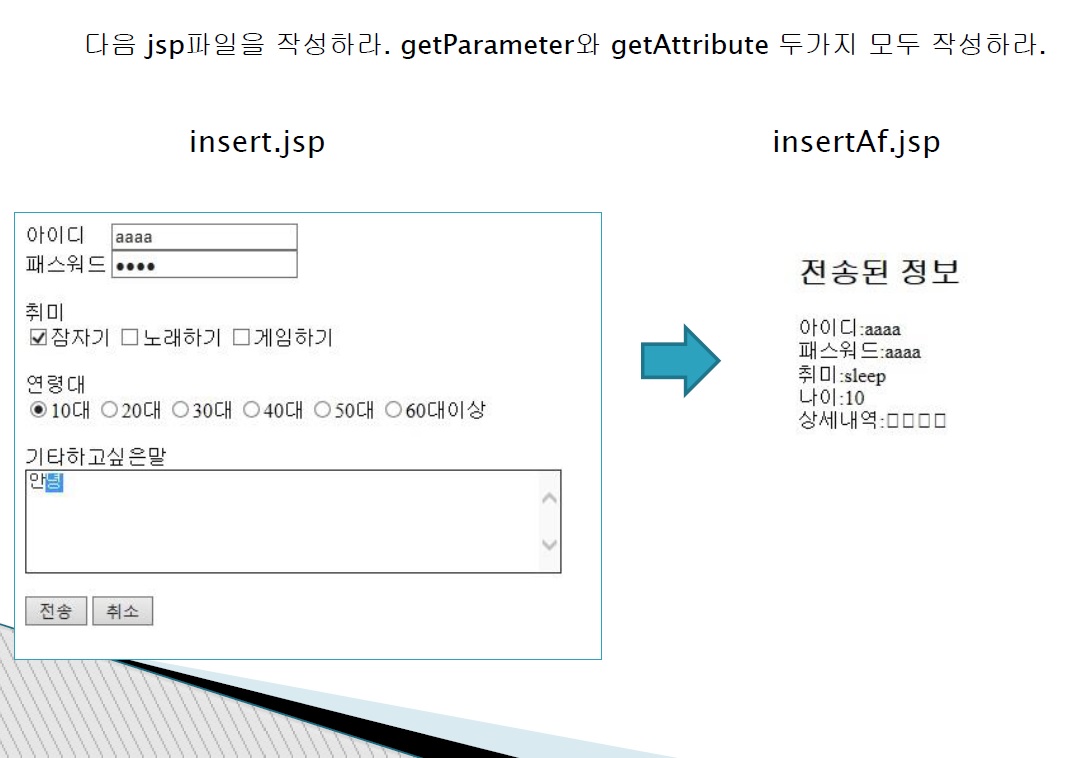 다음 jsp파일을 작성하라. getParameter와 getAttribute 두가지 모두 작성하라.
insert.jsp
insertAf.jsp
아이디 aaaa
패스워드 ●●●●
취미
잠자기 노래하기 게임하기
연령대
10대 20대 30대 40대 50대 60대이상
기타하고싶은말
안녕
전송 취소
전송된 정보
아이디:aaaa
패스워드:aaaa
취미:sleep
나이:10
상세내역:□□□□